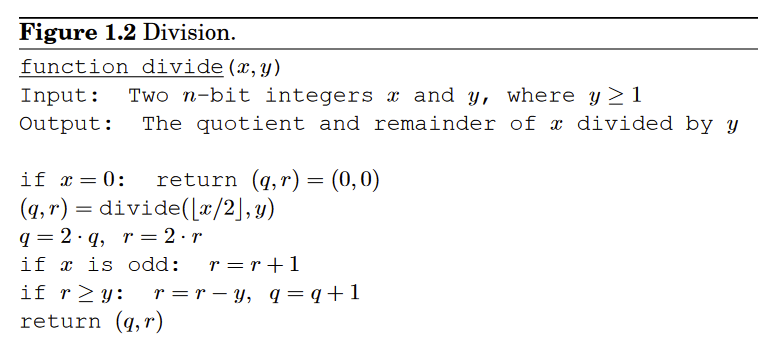 Figure 1.2 Division.
function divide(x, y)
Input: Two n-bit integers x and y, where y ≥ 1
Output: The quotient and remainder of x divided by y
if x = 0: return (q, r) = (0, 0)
(q, r) = divide(⌊x/2⌋, y)
q = 2 · q, r = 2 · r
if x is odd: r = r + 1
if r ≥ y: r = r − y, q = q + 1
return (q, r)